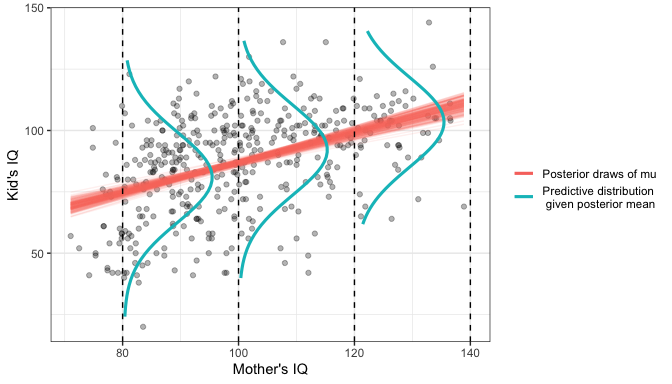 150
100
50
Kid's IQ
80
100
120
140
Mother's IQ
Posterior draws of mu
Predictive distribution
given posterior mean